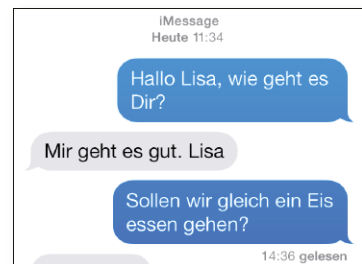 iMessage
Heute 11:34
Hallo Lisa, wie geht es
Dir?
Mir geht es gut. Lisa
Sollen wir gleich ein Eis
essen gehen?
14:36 gelesen